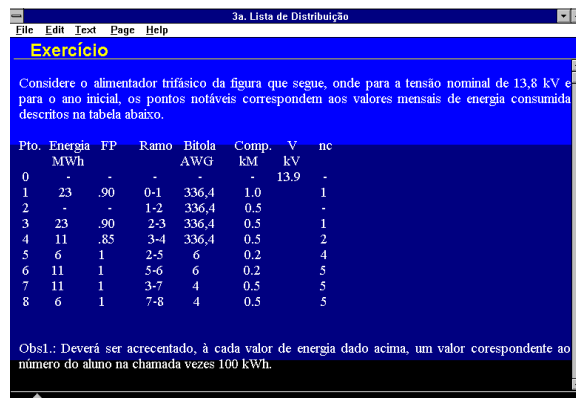 3a. Lista de Distribuição
File Edit Text Page Help
Exercício
Considere o alimentador trifásico da figura que segue, onde para a tensão nominal de 13,8 kV e
para o ano inicial, os pontos notáveis correspondem aos valores mensais de energia consumida
descritos na tabela abaixo.
Pto. Energia FP Ramo Bitola Comp. V nc
MWh AWG kM kV
0 - - - - - 13.9 -
1 23 .90 0-1 336,4 1.0 1
2 - - 1-2 336,4 0.5 -
3 23 .90 2-3 336,4 0.5 1
4 11 .85 3-4 336,4 0.5 2
5 6 1 2-5 6 0.2 4
6 11 1 5-6 6 0.2 5
7 11 1 3-7 4 0.5 5
8 6 1 7-8 4 0.5 5
Obs1.: Deverá ser acrecentado, à cada valor de energia dado acima, um valor corespondente ao
número do aluno na chamada vezes 100 kWh.